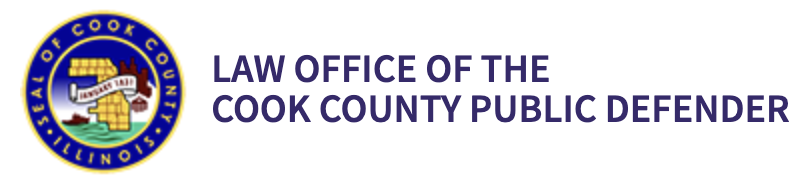 SEAL OF COOK COUNTY
ILLINOIS
JANUARY 1831
LAW OFFICE OF THE
COOK COUNTY PUBLIC DEFENDER